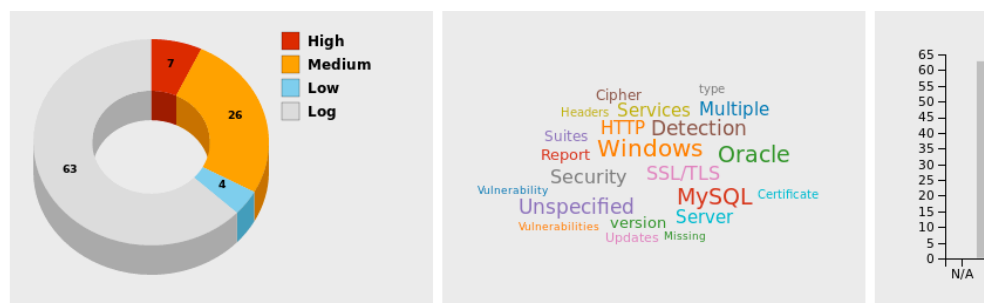 7
26
4
63
High
Medium
Low
Log
Cipher type
Headers Services Multiple
Suites HTTP Detection
Report Windows Oracle
Security SSL/TLS
Vulnerability MySQL Certificate
Unspecified Server
Vulnerabilities version
Updates Missing
65
60
55
50
45
40
35
30
25
20
15
10
5
0
N/A